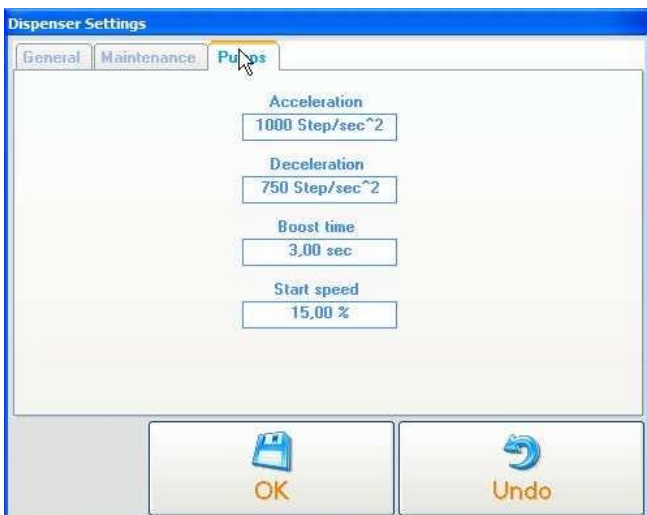 Dispenser Settings
General Maintenance Pumps
Acceleration
1000 Step/sec^2
Deceleration
750 Step/sec^2
Boost time
3,00 sec
Start speed
15,00 %
OK Undo